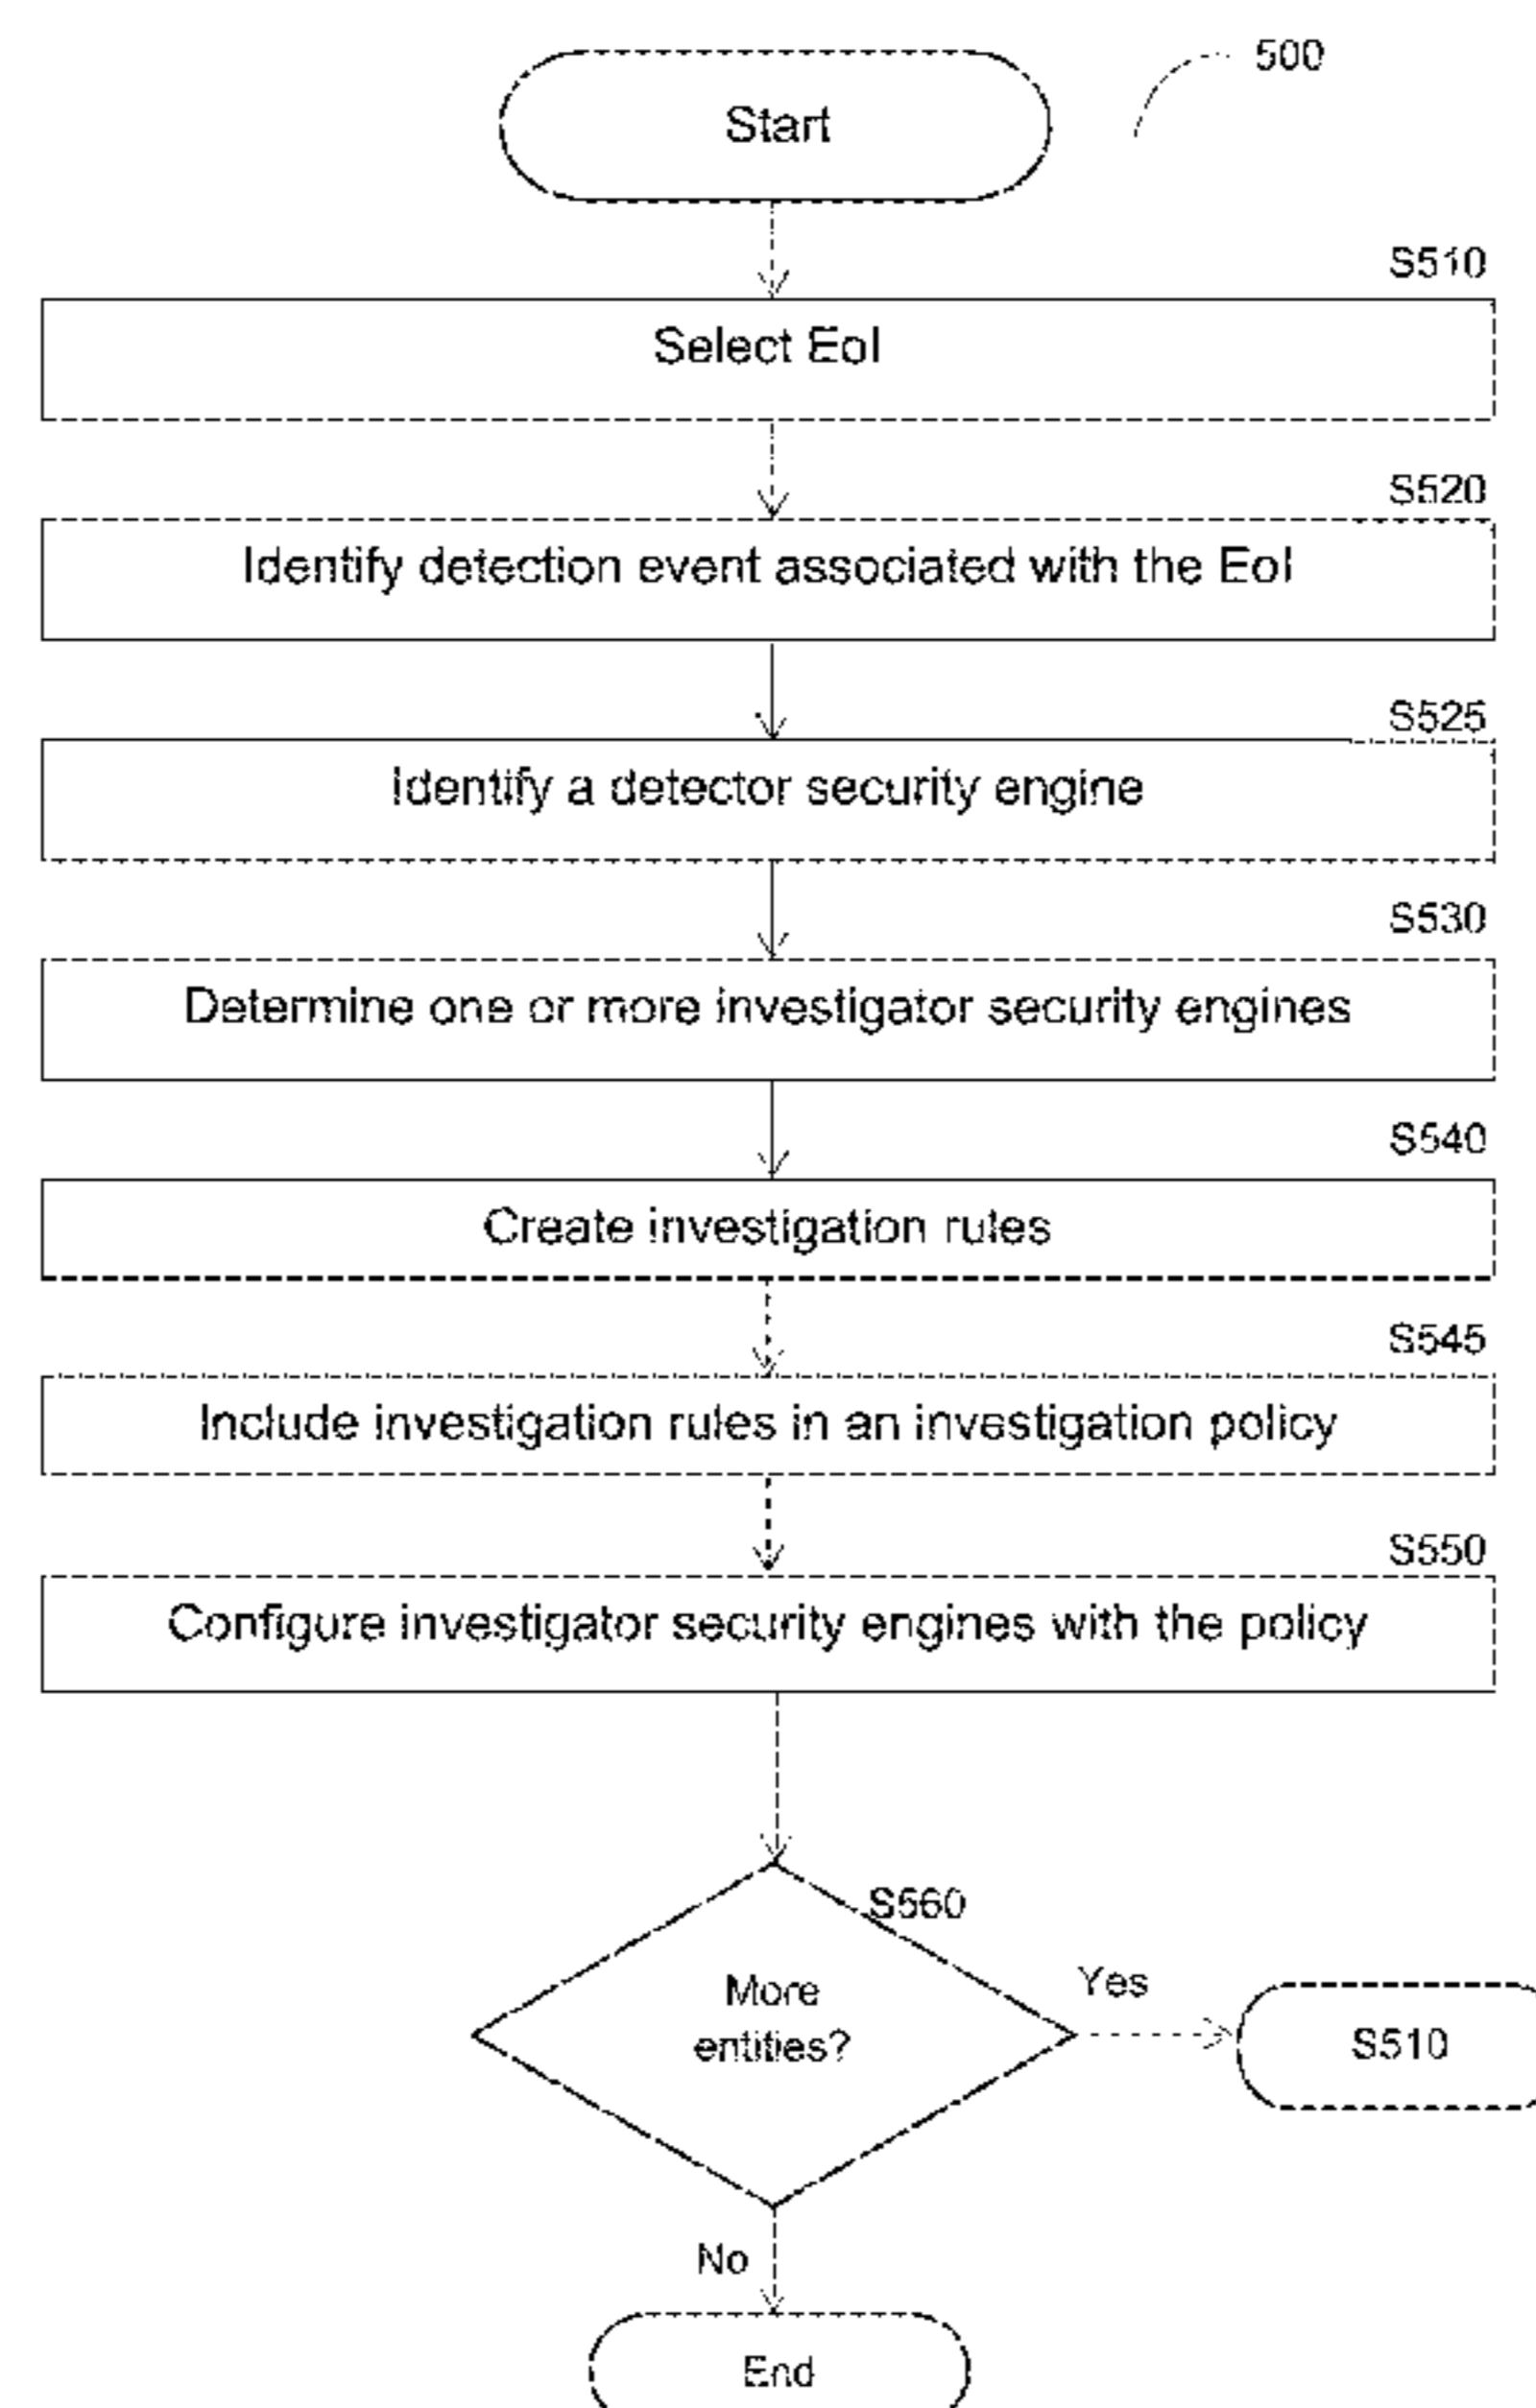 500
Start
S510
Select EoI
S520
Identify detection event associated with the EoI
S525
Identify a detector security engine
S530
Determine one or more investigator security engines
S540
Create investigation rules
S545
Include investigation rules in an investigation policy
S550
Configure investigator security engines with the policy
S560
More
entities?
Yes
S510
No
End